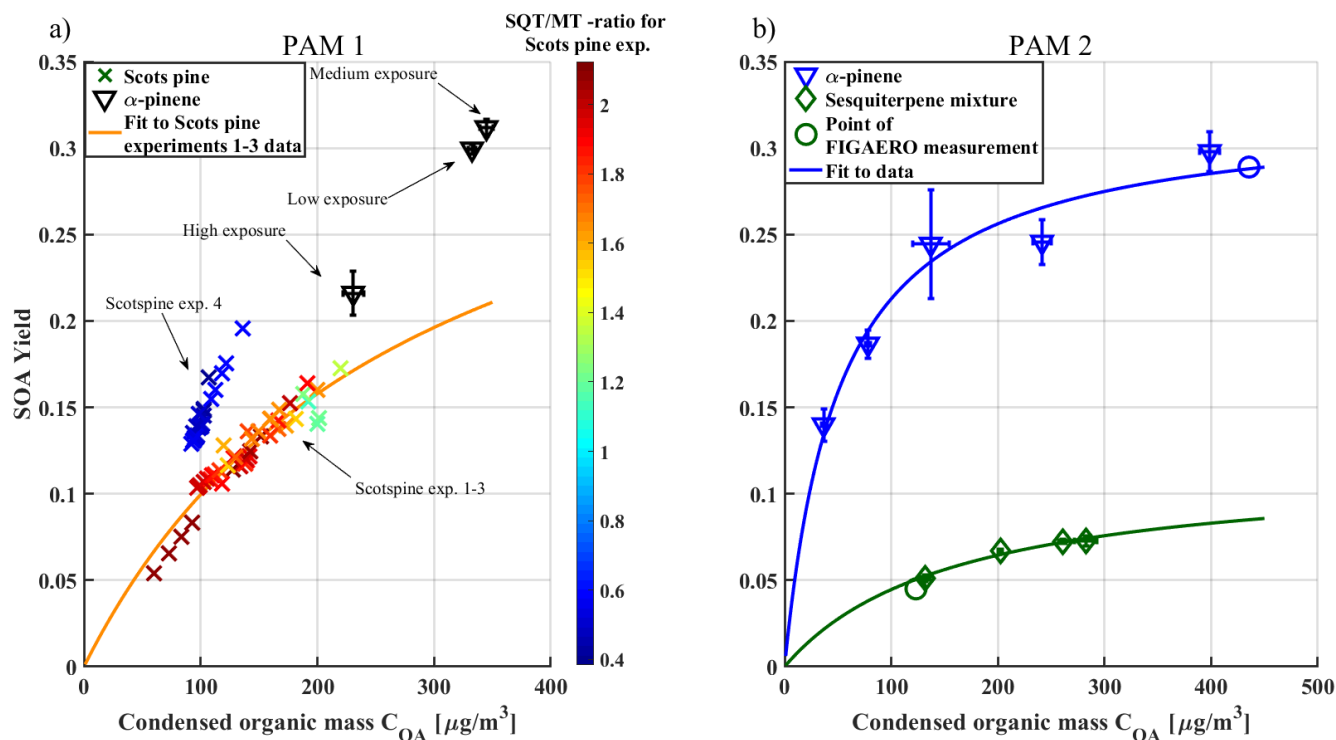 a)
PAM 1
SQT/MT -ratio for
Scots pine exp.
Scots pine
α-pinene
Fit to Scots pine
experiments 1-3 data
Medium exposure
Low exposure
High exposure
Scotspine exp. 4
Scotspine exp. 1-3
SOA Yield
0.35
0.3
0.25
0.2
0.15
0.1
0.05
0
0
100
200
300
400
Condensed organic mass C_OA [μg/m³]
2
1.8
1.6
1.4
1.2
1
0.8
0.6
0.4
b)
PAM 2
α-pinene
Sesquiterpene mixture
Point of
FIGAERO measurement
Fit to data
0.35
0.3
0.25
0.2
0.15
0.1
0.05
0
0
100
200
300
400
500
Condensed organic mass C_OA [μg/m³]